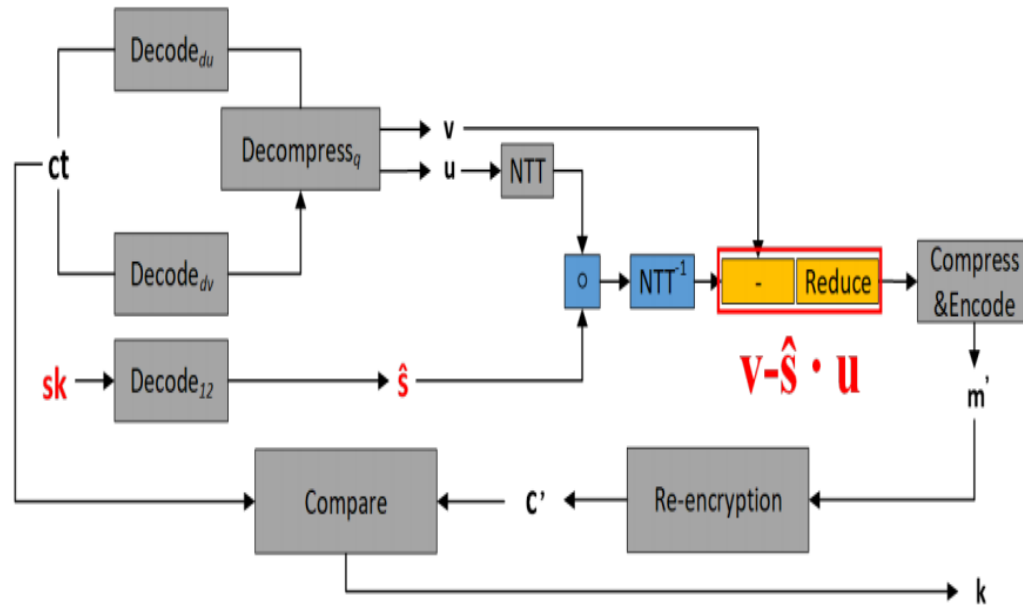 Decode_du
Decompress_q
v
u
NTT
ct
Decode_dv
∘
NTT^-1
-
Reduce
Compress
&Encode
sk
Decode_12
ŝ
v-ŝ · u
m'
Compare
C'
Re-encryption
k